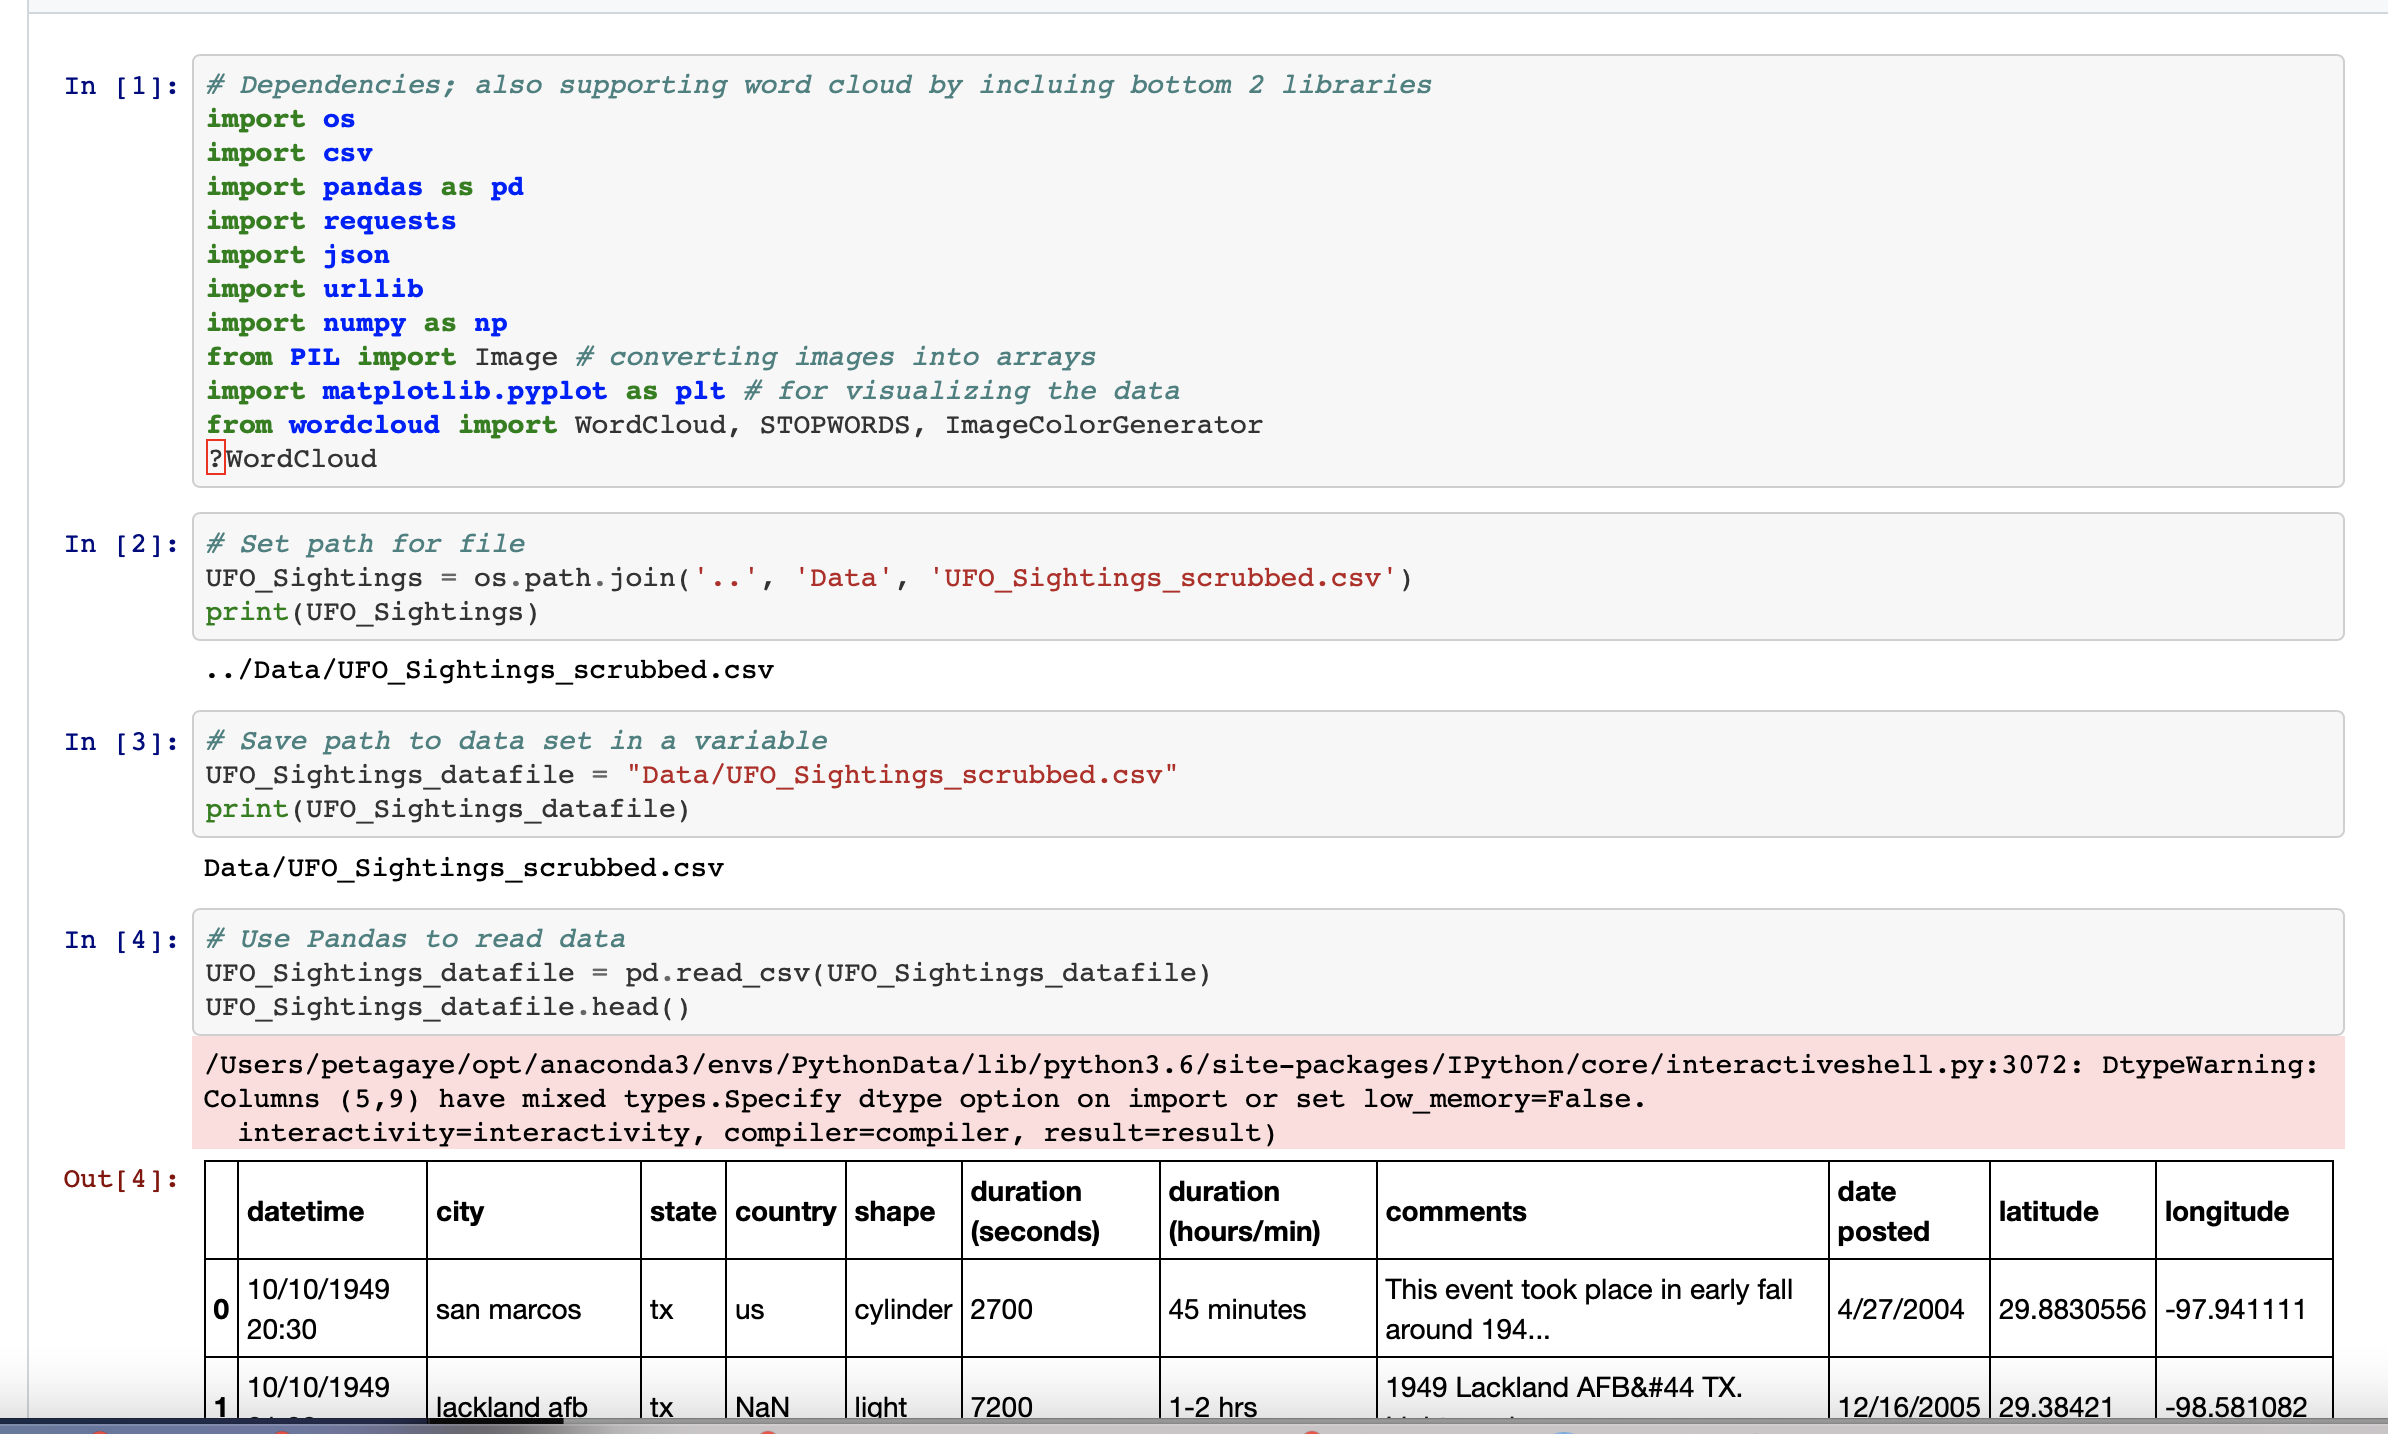 In [1]:
# Dependencies; also supporting word cloud by incluing bottom 2 libraries
import os
import csv
import pandas as pd
import requests
import json
import urllib
import numpy as np
from PIL import Image # converting images into arrays
import matplotlib.pyplot as plt # for visualizing the data
from wordcloud import WordCloud, STOPWORDS, ImageColorGenerator
?WordCloud
In [2]:
# Set path for file
UFO_Sightings = os.path.join('..', 'Data', 'UFO_Sightings_scrubbed.csv')
print(UFO_Sightings)
../Data/UFO_Sightings_scrubbed.csv
In [3]:
# Save path to data set in a variable
UFO_Sightings_datafile = "Data/UFO_Sightings_scrubbed.csv"
print(UFO_Sightings_datafile)
Data/UFO_Sightings_scrubbed.csv
In [4]:
# Use Pandas to read data
UFO_Sightings_datafile = pd.read_csv(UFO_Sightings_datafile)
UFO_Sightings_datafile.head()
/Users/petagaye/opt/anaconda3/envs/PythonData/lib/python3.6/site-packages/IPython/core/interactiveshell.py:3072: DtypeWarning:
Columns (5,9) have mixed types.Specify dtype option on import or set low_memory=False.
interactivity=interactivity, compiler=compiler, result=result)
Out[4]:
datetime city state country shape duration (seconds) duration (hours/min) comments date posted latitude longitude
0 10/10/1949 20:30 san marcos tx us cylinder 2700 45 minutes This event took place in early fall around 194... 4/27/2004 29.8830556 -97.941111
1 10/10/1949 lackland afb tx NaN light 7200 1-2 hrs 1949 Lackland AFB&#44 TX. 12/16/2005 29.38421 -98.581082